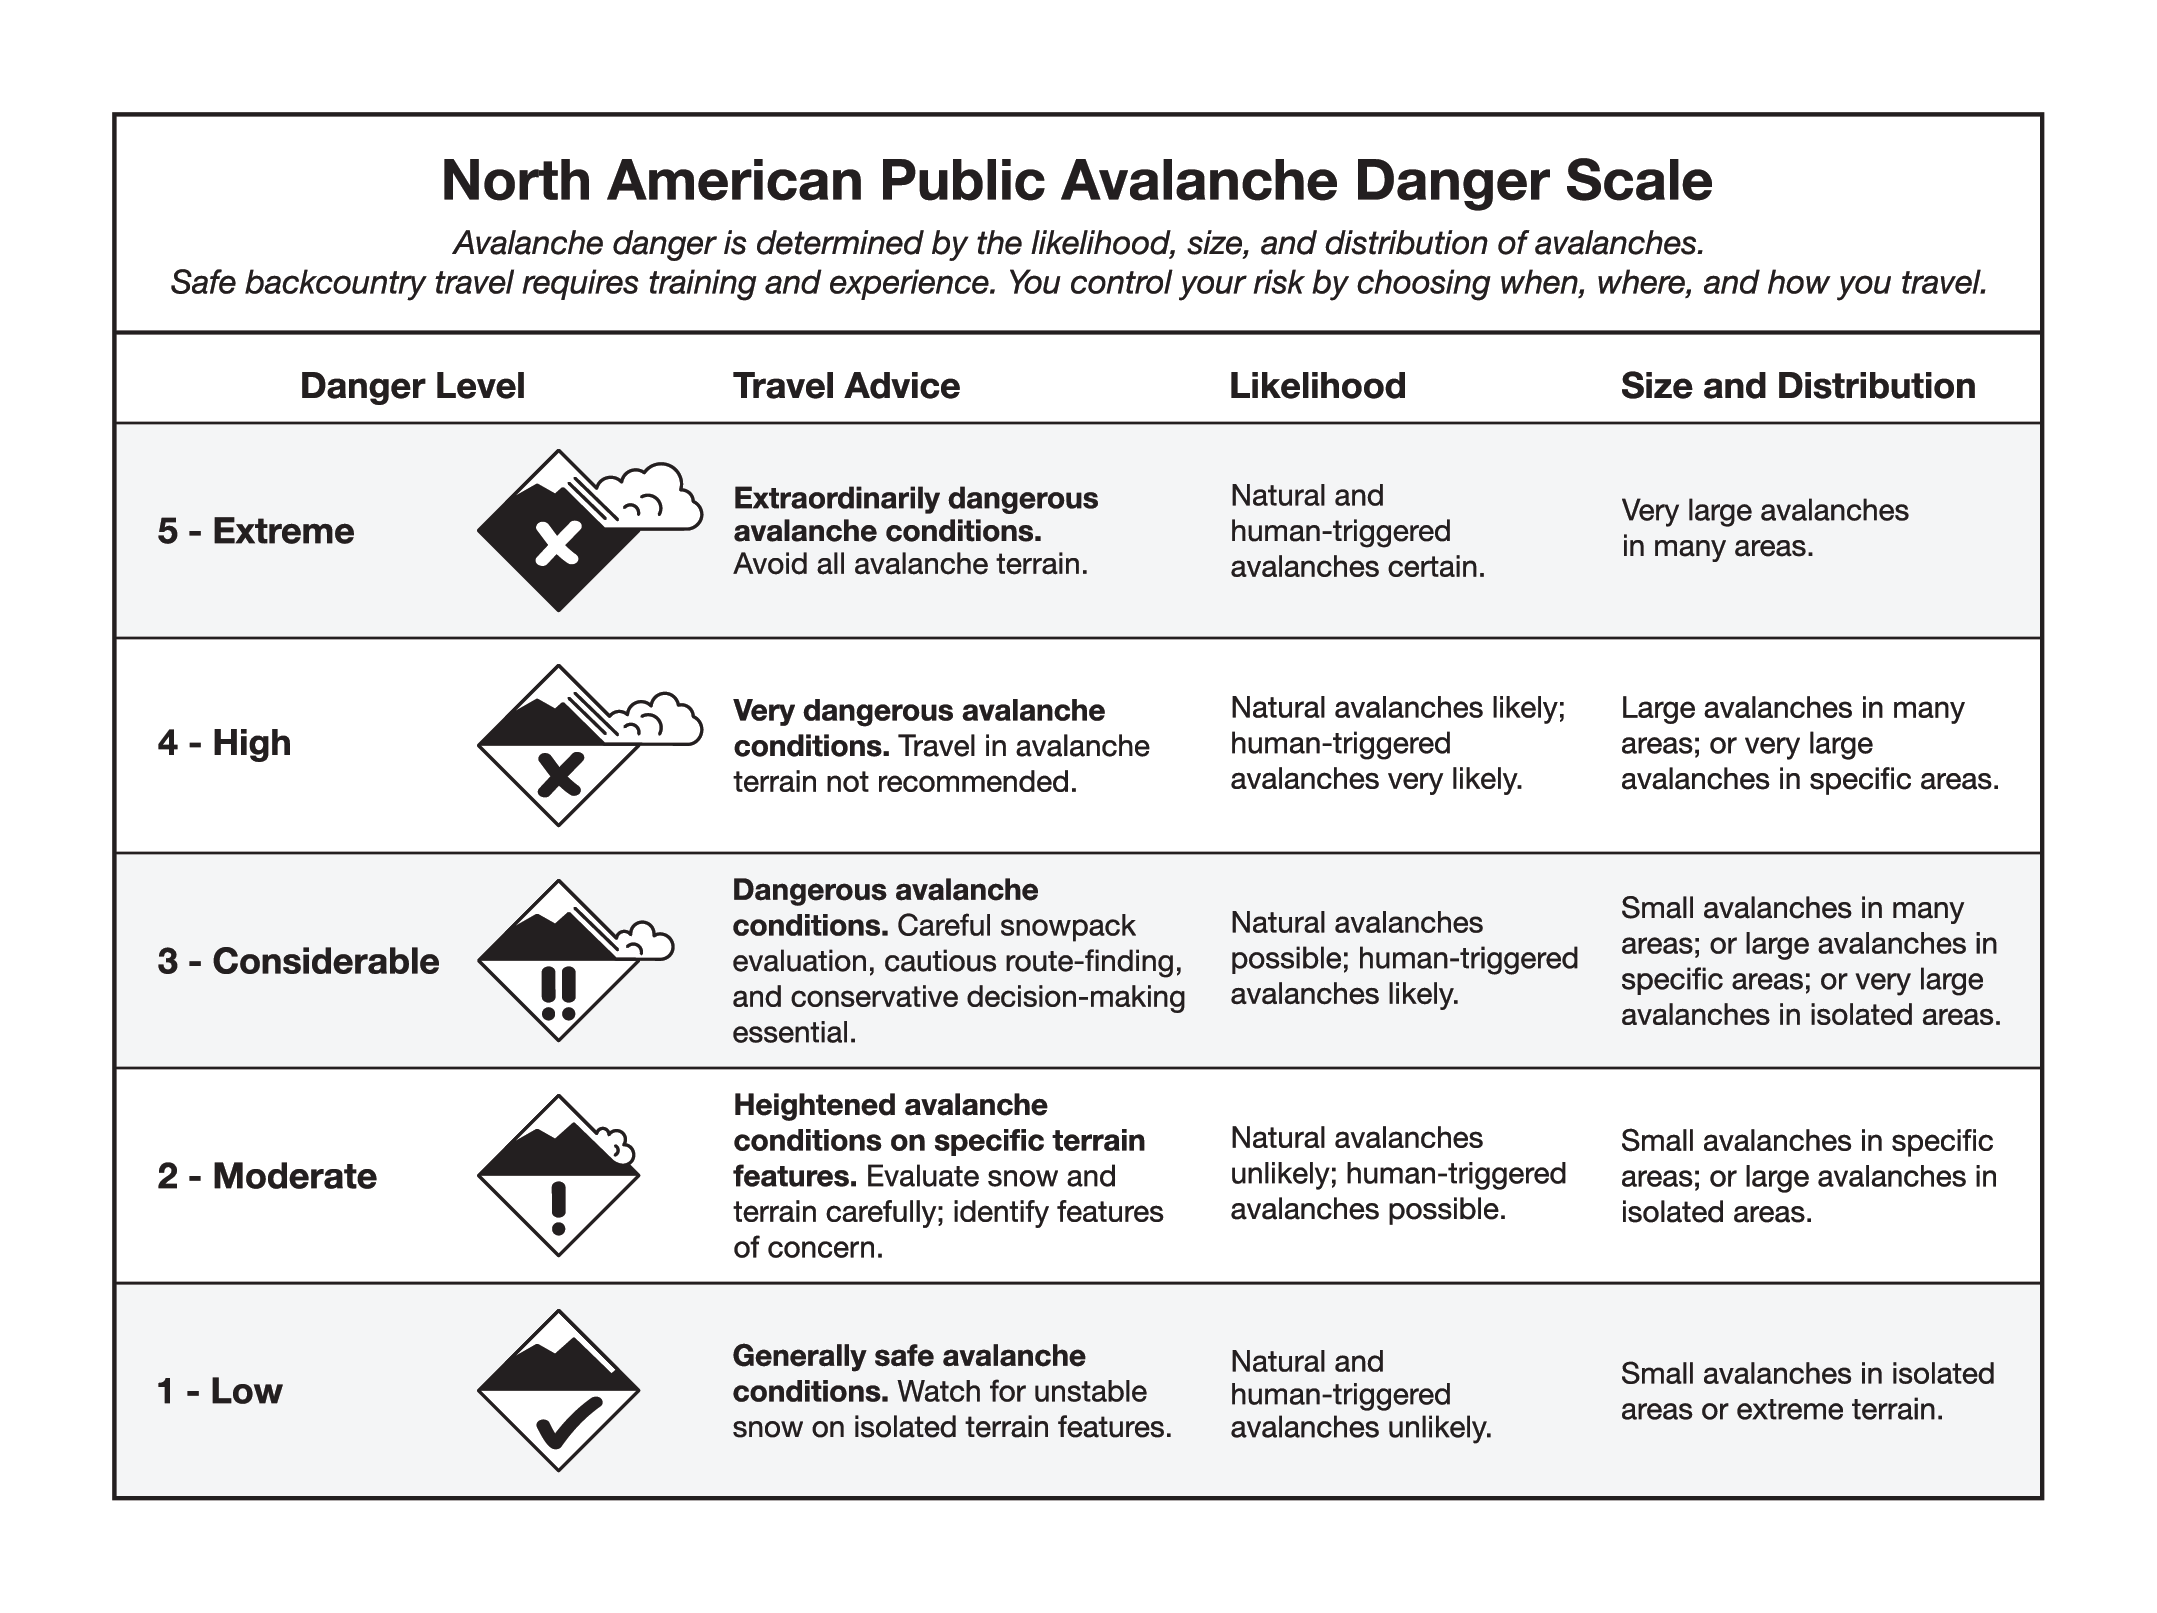 North American Public Avalanche Danger Scale
Avalanche danger is determined by the likelihood, size, and distribution of avalanches.
Safe backcountry travel requires training and experience. You control your risk by choosing when, where, and how you travel.
Danger Level
Travel Advice
Likelihood
Size and Distribution
5 - Extreme
Extraordinarily dangerous
avalanche conditions.
Avoid all avalanche terrain.
Natural and
human-triggered
avalanches certain.
Very large avalanches
in many areas.
4 - High
Very dangerous avalanche
conditions. Travel in avalanche
terrain not recommended.
Natural avalanches likely;
human-triggered
avalanches very likely.
Large avalanches in many
areas; or very large
avalanches in specific areas.
3 - Considerable
!!
Dangerous avalanche
conditions. Careful snowpack
evaluation, cautious route-finding,
and conservative decision-making
essential.
Natural avalanches
possible; human-triggered
avalanches likely.
Small avalanches in many
areas; or large avalanches in
specific areas; or very large
avalanches in isolated areas.
2 - Moderate
!
Heightened avalanche
conditions on specific terrain
features. Evaluate snow and
terrain carefully; identify features
of concern.
Natural avalanches
unlikely; human-triggered
avalanches possible.
Small avalanches in specific
areas; or large avalanches in
isolated areas.
1 - Low
Generally safe avalanche
conditions. Watch for unstable
snow on isolated terrain features.
Natural and
human-triggered
avalanches unlikely.
Small avalanches in isolated
areas or extreme terrain.